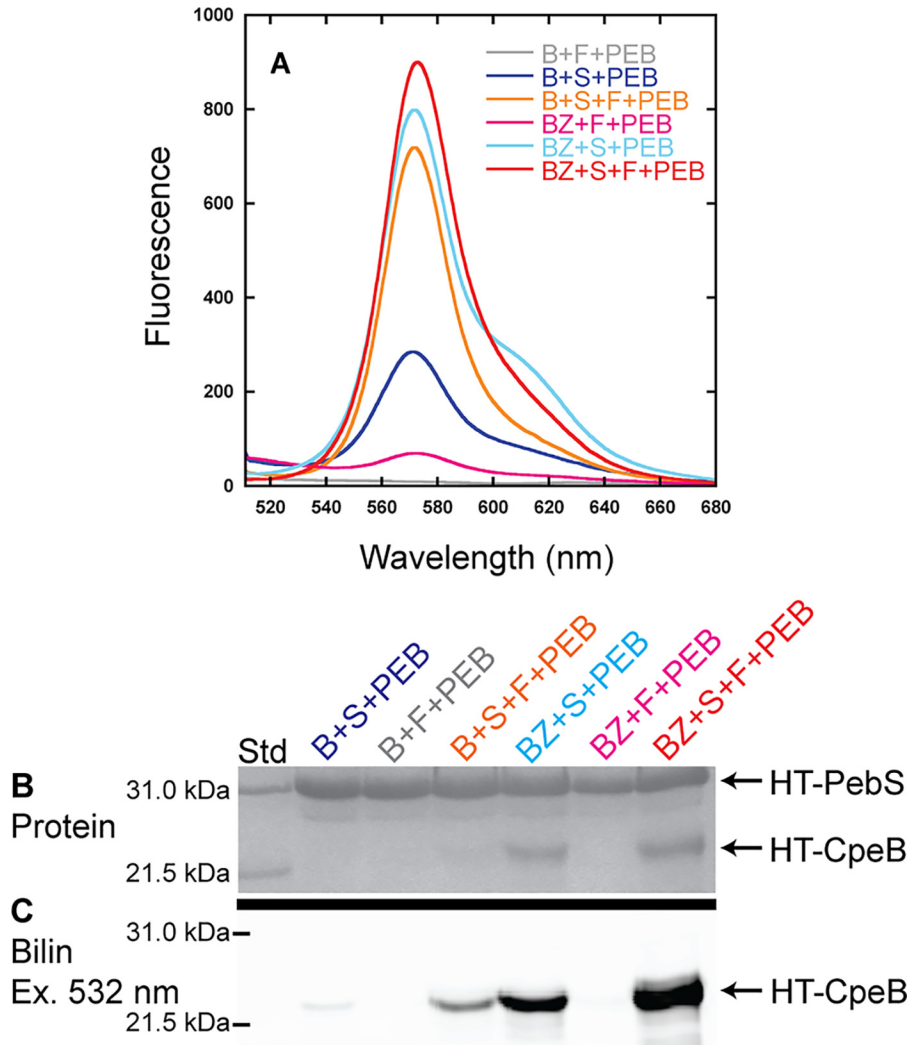 1000
A
B+F+PEB
B+S+PEB
B+S+F+PEB
800
BZ+F+PEB
BZ+S+PEB
BZ+S+F+PEB
600
Fluorescence
400
200
0
520 540 560 580 600 620 640 660 680
Wavelength (nm)
Std B+S+PEB B+F+PEB B+S+F+PEB BZ+S+PEB BZ+F+PEB BZ+S+F+PEB
B 31.0 kDa HT-PebS
Protein
HT-CpeB
21.5 kDa
C
31.0 kDa
Bilin
Ex. 532 nm HT-CpeB
21.5 kDa